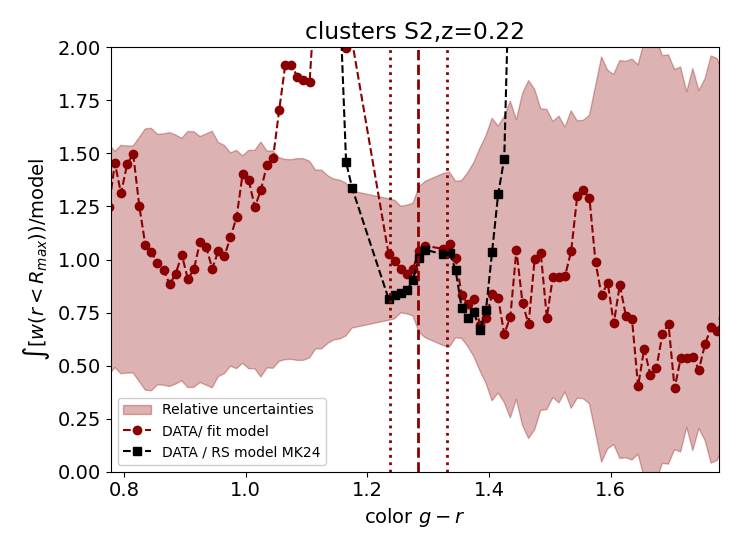 clusters S2,z=0.22
∫[w(r < R_max))/model
2.00
1.75
1.50
1.25
1.00
0.75
0.50
0.25
0.00
Relative uncertainties
DATA/ fit model
DATA / RS model MK24
0.8 1.0 1.2 1.4 1.6
color g − r